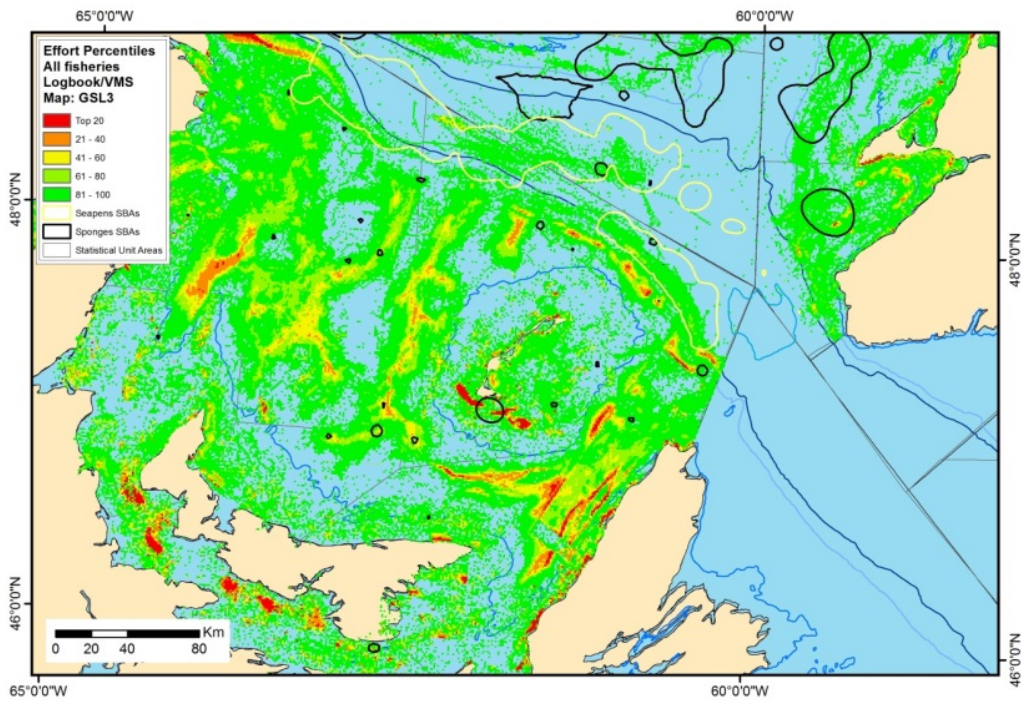 65°0'0"W
60°0'0"W
Effort Percentiles
All fisheries
Logbook/VMS
Map: GSL3
Top 20
21 - 40
41 - 60
61 - 80
81 - 100
Seapens SBAs
Sponges SBAs
Statistical Unit Areas
48°0'0"N
48°0'0"N
46°0'0"N
46°0'0"N
Km
0 20 40 80
65°0'0"W
60°0'0"W